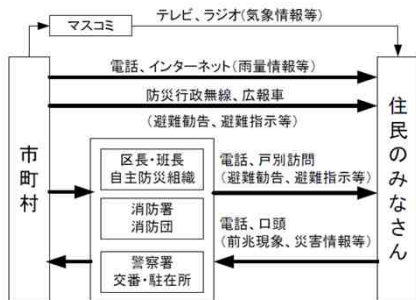 テレビ、ラジオ(気象情報等)
マスコミ
電話、インターネット(雨量情報等)
防災行政無線、広報車
(避難勧告、避難指示等)
市町村
住民のみなさん
区長・班長
自主防災組織
電話、戸別訪問
(避難勧告、避難指示等)
消防署
消防団
電話、口頭
(前兆現象、災害情報等)
警察署
交番・駐在所